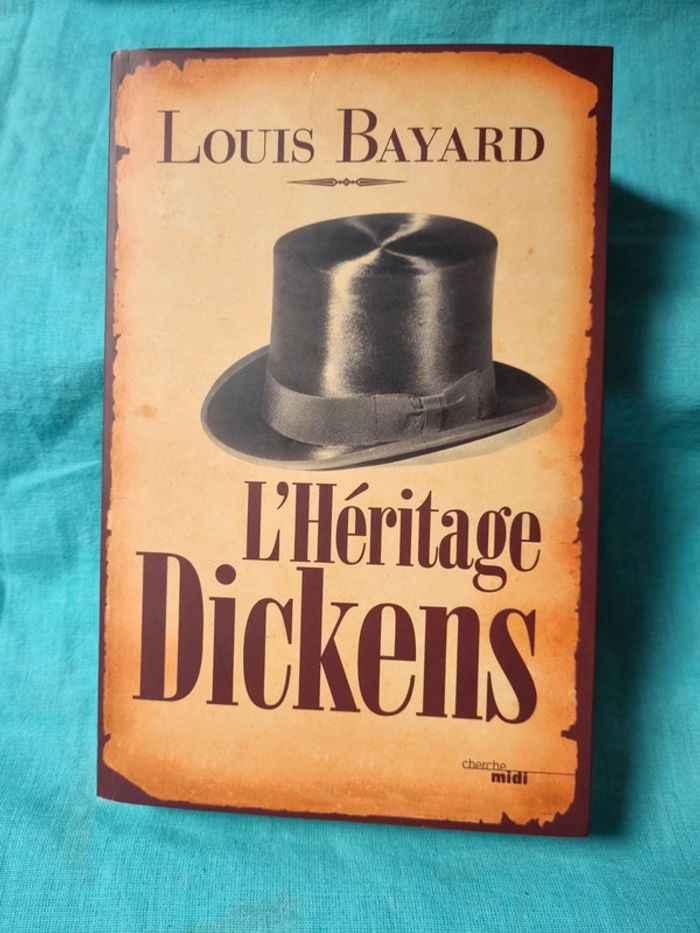 LOUIS BAYARD
L'Héritage
Dickens
cherche
midi